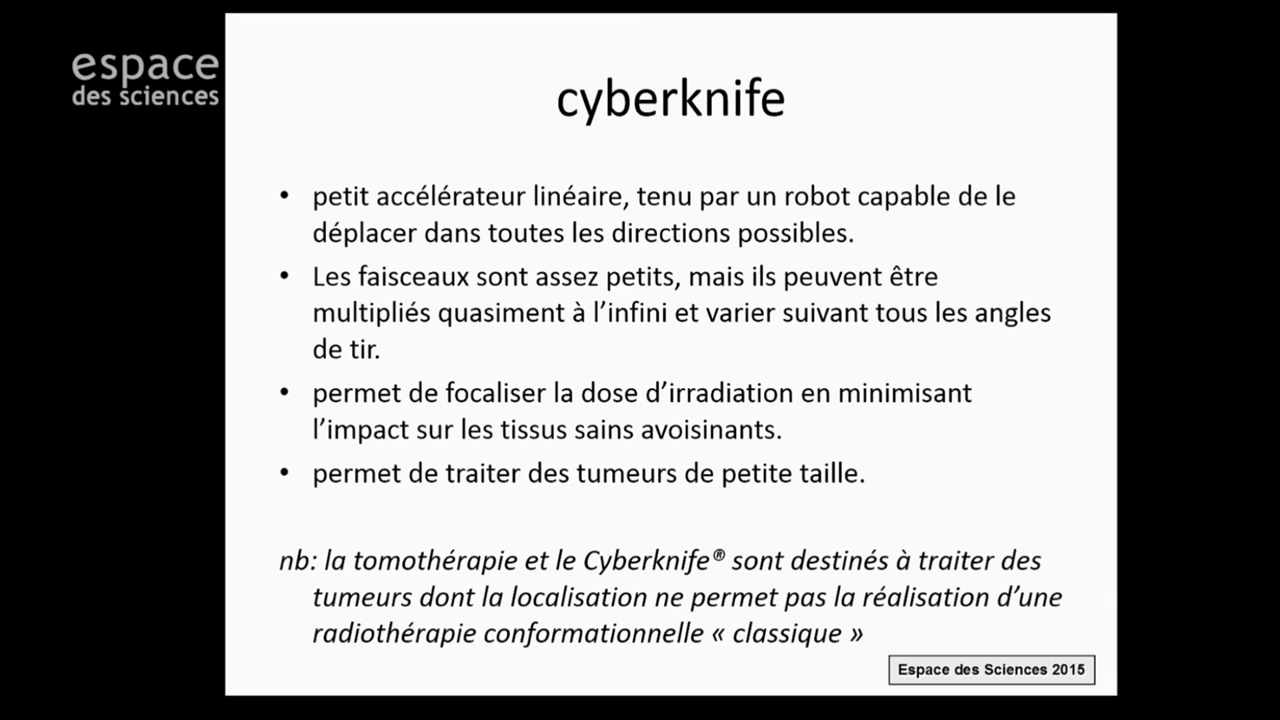 espace
des sciences
cyberknife
• petit accélérateur linéaire, tenu par un robot capable de le
déplacer dans toutes les directions possibles.
• Les faisceaux sont assez petits, mais ils peuvent être
multipliés quasiment à l’infini et varier suivant tous les angles
de tir.
• permet de focaliser la dose d’irradiation en minimisant
l’impact sur les tissus sains avoisinants.
• permet de traiter des tumeurs de petite taille.
nb: la tomothérapie et le Cyberknife® sont destinés à traiter des
tumeurs dont la localisation ne permet pas la réalisation d’une
radiothérapie conformationnelle « classique »
Espace des Sciences 2015